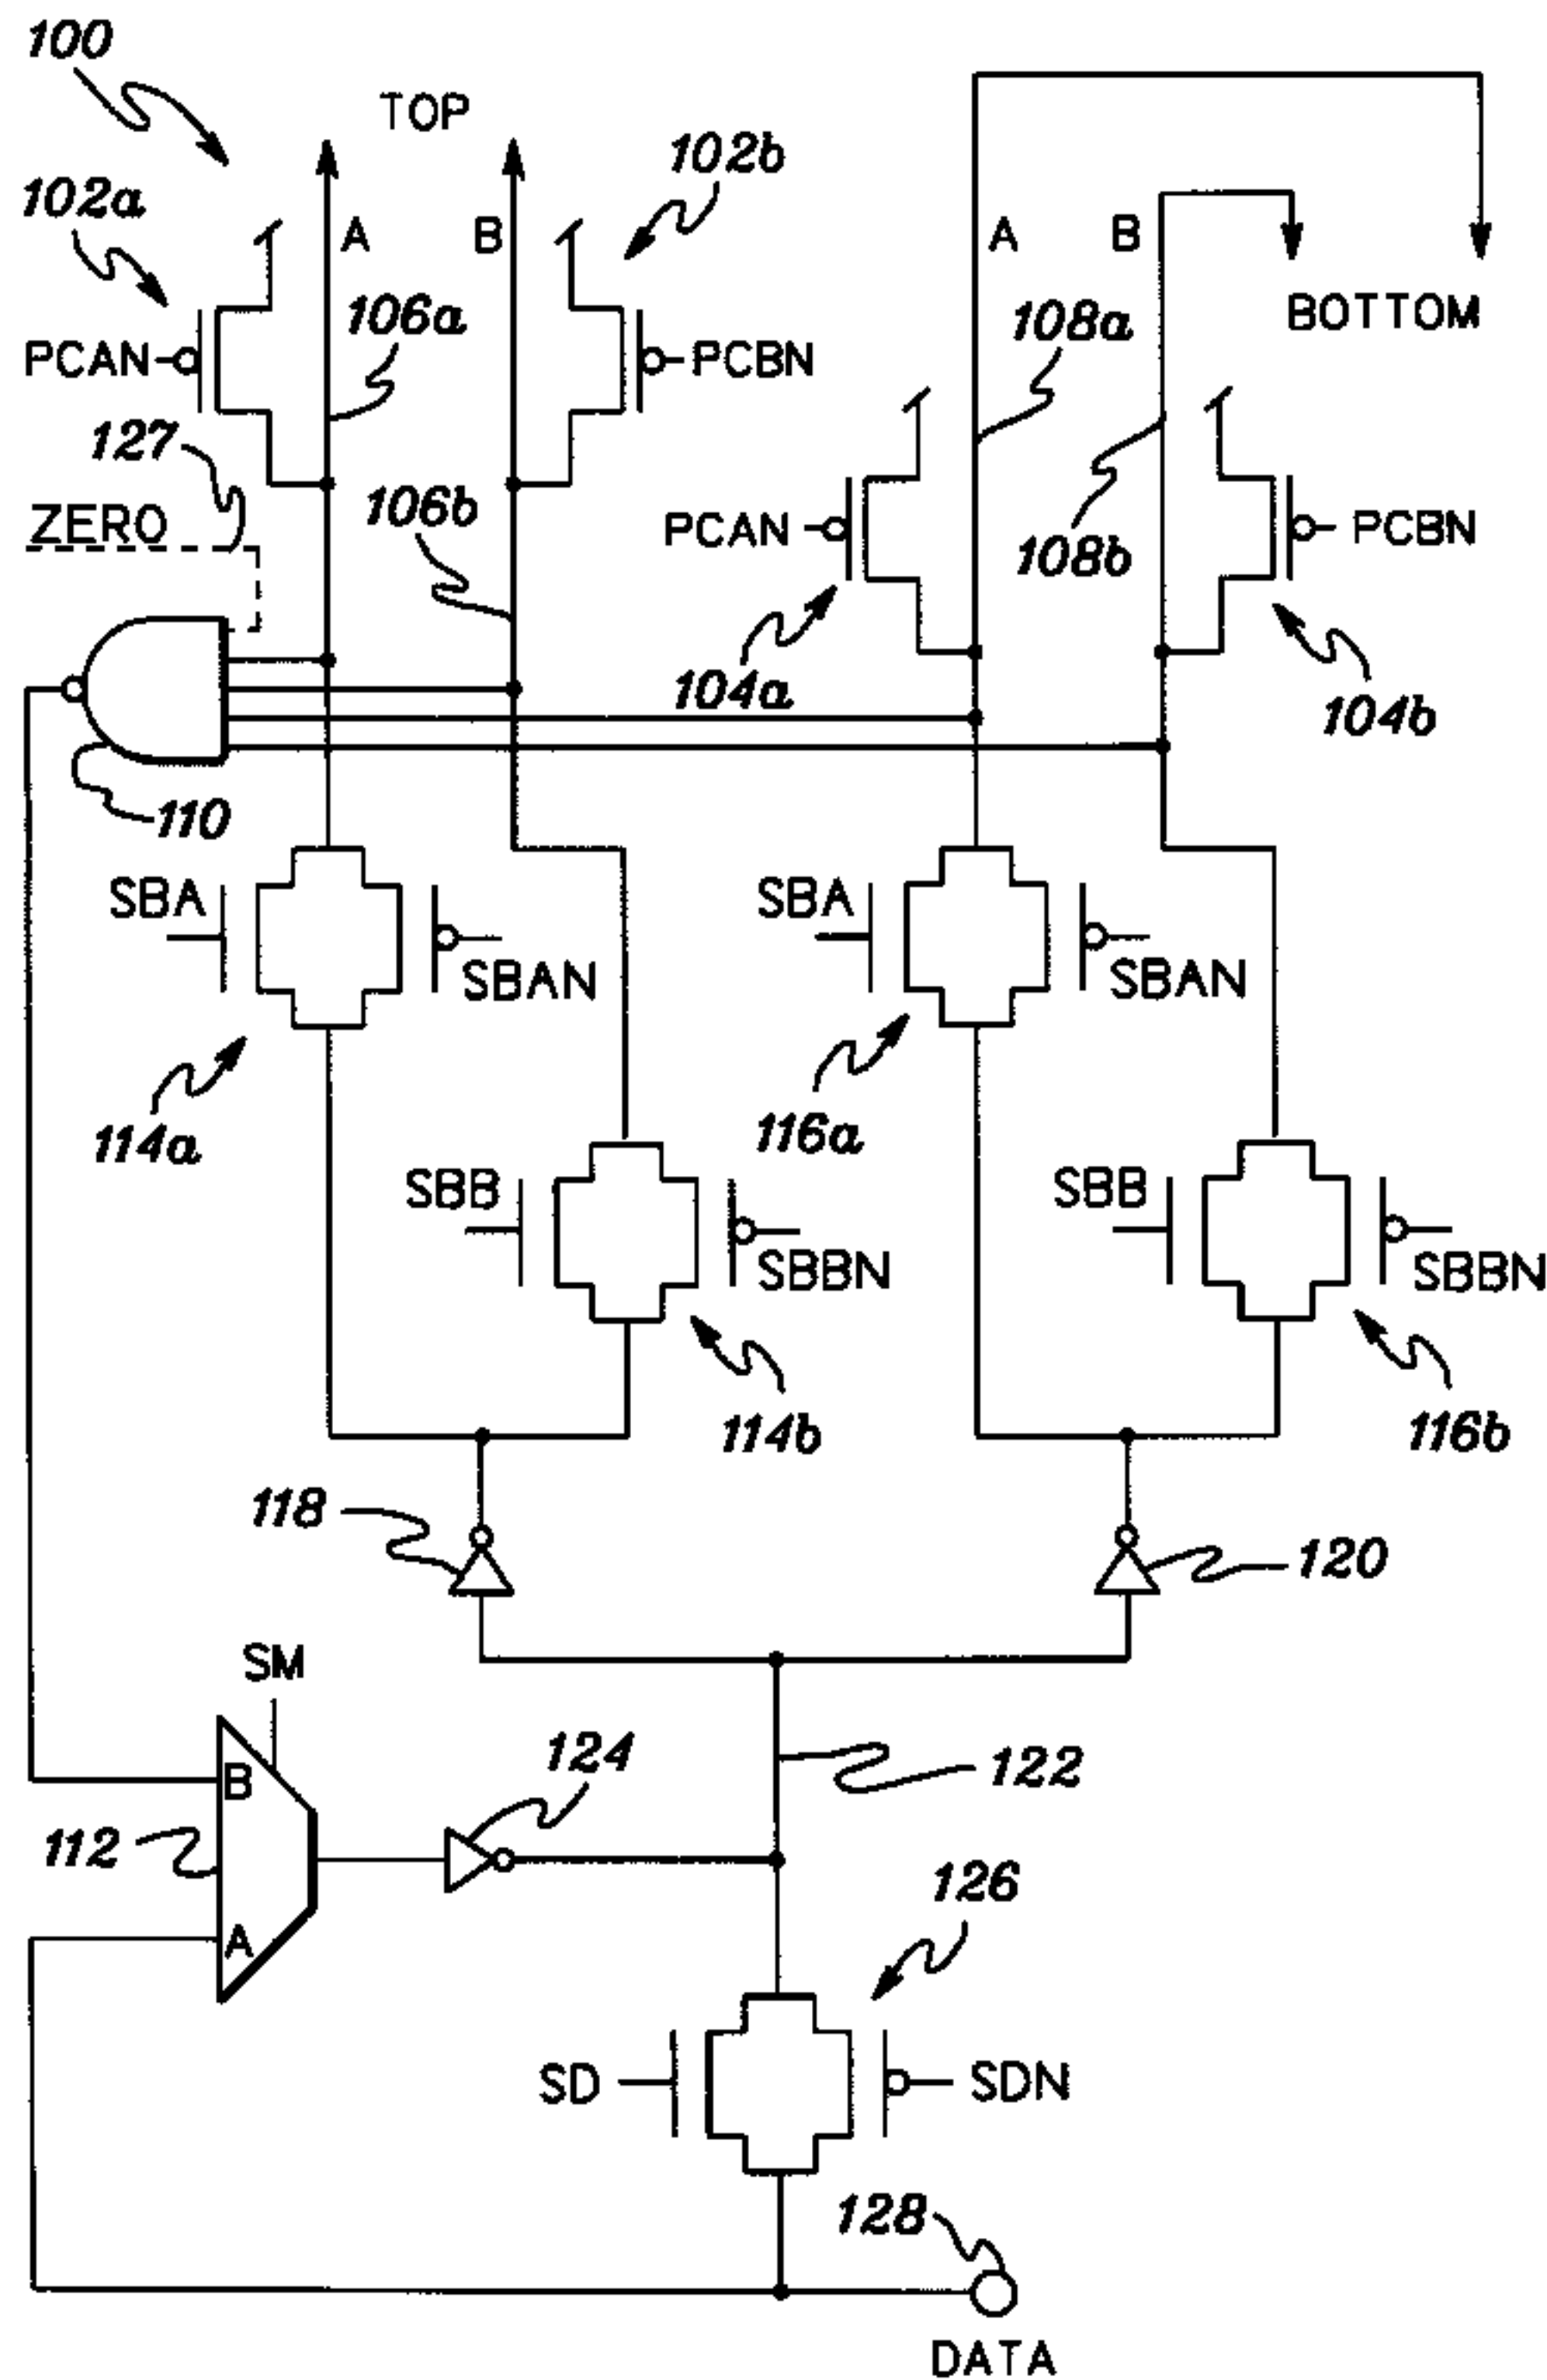 100
TOP
102b
102a
A
B
A
B
106a
108a
BOTTOM
PCAN
PCBN
127
106b
108b
ZERO
PCAN
PCBN
104a
104b
110
SBA
SBA
SBAN
SBAN
114a
116a
SBB
SBB
SBBN
SBBN
114b
116b
118
120
SM
124
122
B
112
126
A
SD
SDN
128
DATA